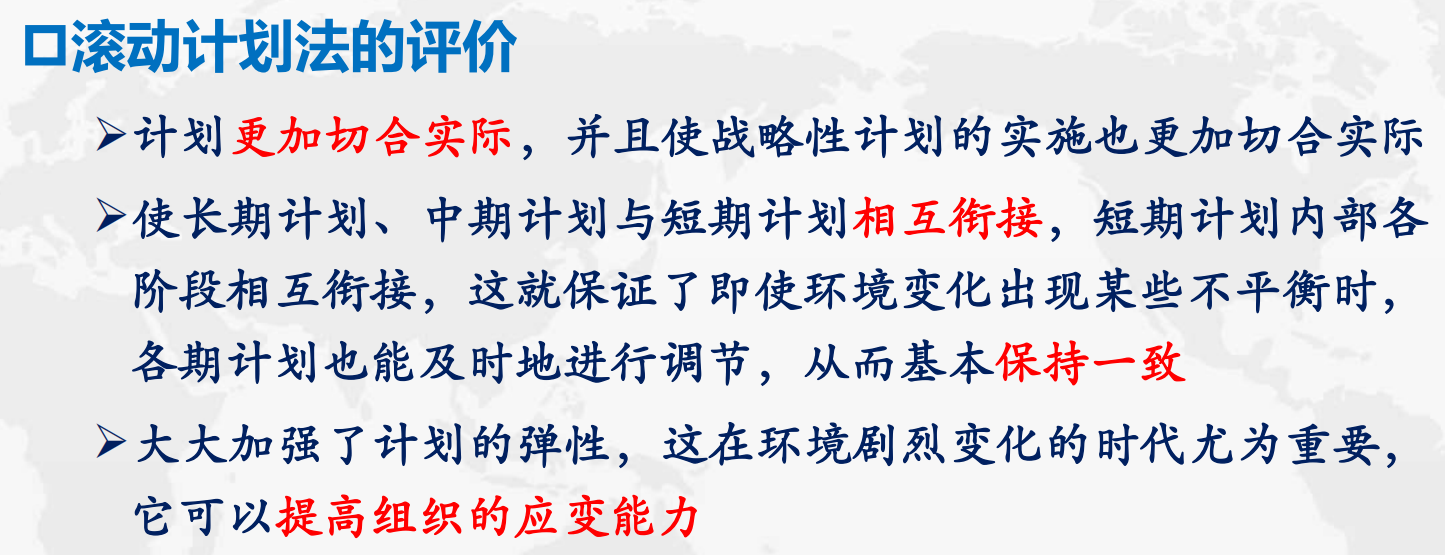 滚动计划法的评价
计划更加切合实际，并且使战略性计划的实施也更加切合实际
使长期计划、中期计划与短期计划相互衔接，短期计划内部各
阶段相互衔接，这就保证了即使环境变化出现某些不平衡时，
各期计划也能及时地进行调节，从而基本保持一致
大大加强了计划的弹性，这在环境剧烈变化的时代尤为重要，
它可以提高组织的应变能力